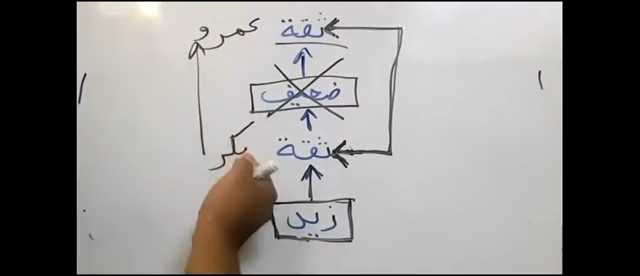 ثقة عمرو
ضعيف
ثقة بكر
زيد